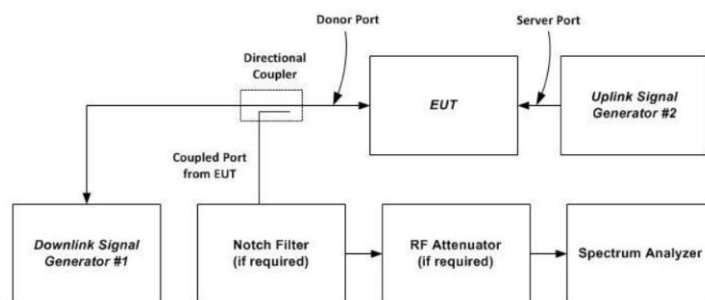 Donor Port
Server Port
Directional
Coupler
EUT
Uplink Signal
Generator #2
Coupled Port
from EUT
Downlink Signal
Generator #1
Notch Filter
(if required)
RF Attenuator
(if required)
Spectrum Analyzer